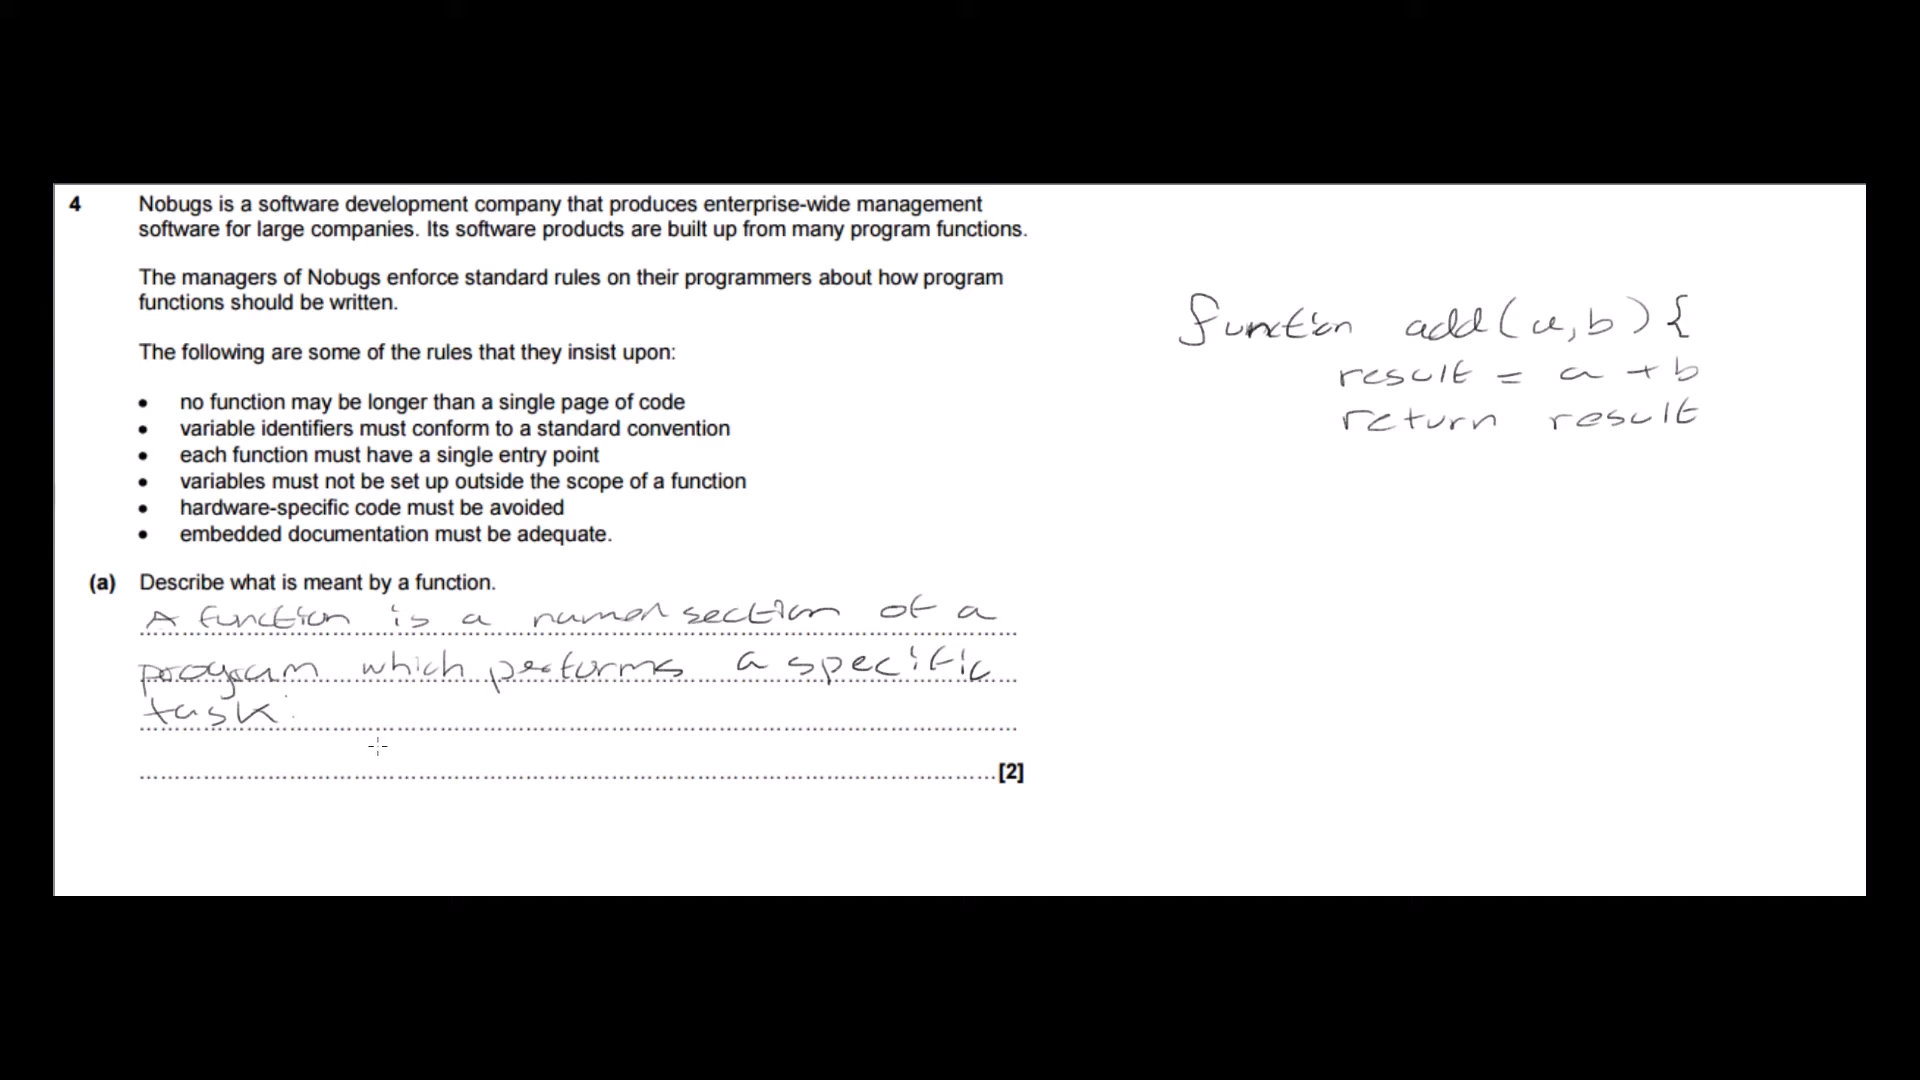 4 Nobugs is a software development company that produces enterprise-wide management
software for large companies. Its software products are built up from many program functions.
The managers of Nobugs enforce standard rules on their programmers about how program
functions should be written.
The following are some of the rules that they insist upon:
• no function may be longer than a single page of code
• variable identifiers must conform to a standard convention
• each function must have a single entry point
• variables must not be set up outside the scope of a function
• hardware-specific code must be avoided
• embedded documentation must be adequate.
(a) Describe what is meant by a function.
A function is a named section of a
program which performs a specific
task.
[2]
function add(a,b){
result = a + b
return result